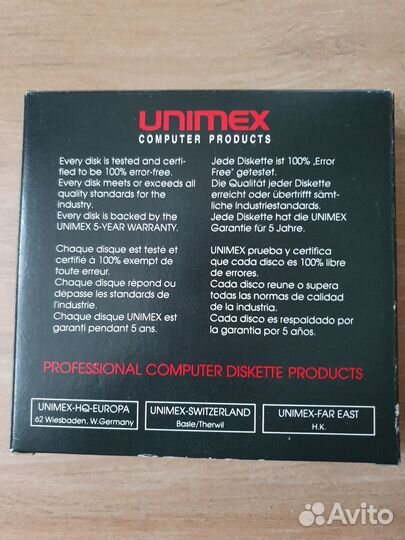 UNIMEX
COMPUTER PRODUCTS
Every disk is tested and certi-
fied to be 100% error-free.
Every disk meets or exceeds all
quality standards for the
industry.
Every disk is backed by the
UNIMEX 5-YEAR WARRANTY.
Jede Diskette ist 100% „Error
Free" getestet.
Die Qualität jeder Diskette
erreicht oder übertrifft sämt-
liche Industriestandards.
Jede Diskette hat die UNIMEX
Garantie für 5 Jahre.
Chaque disque est testé et
certifié à 100% exempt de
toute erreur.
Chaque disque répond ou
dépasse les standards de
l'industrie.
Chaque disque UNIMEX est
garanti pendant 5 ans.
UNIMEX prueba y certifica
que cada disco es 100% libre
de errores.
Cada disco reune o supera
todas las normas de calidad
de la industria.
Cada disco es respaldado por
la garantia por 5 años.
PROFESSIONAL COMPUTER DISKETTE PRODUCTS
UNIMEX-HQ-EUROPA
62 Wiesbaden. W.Germany
UNIMEX-SWITZERLAND
Basle/Therwil
UNIMEX-FAR EAST
H.K.
Avito